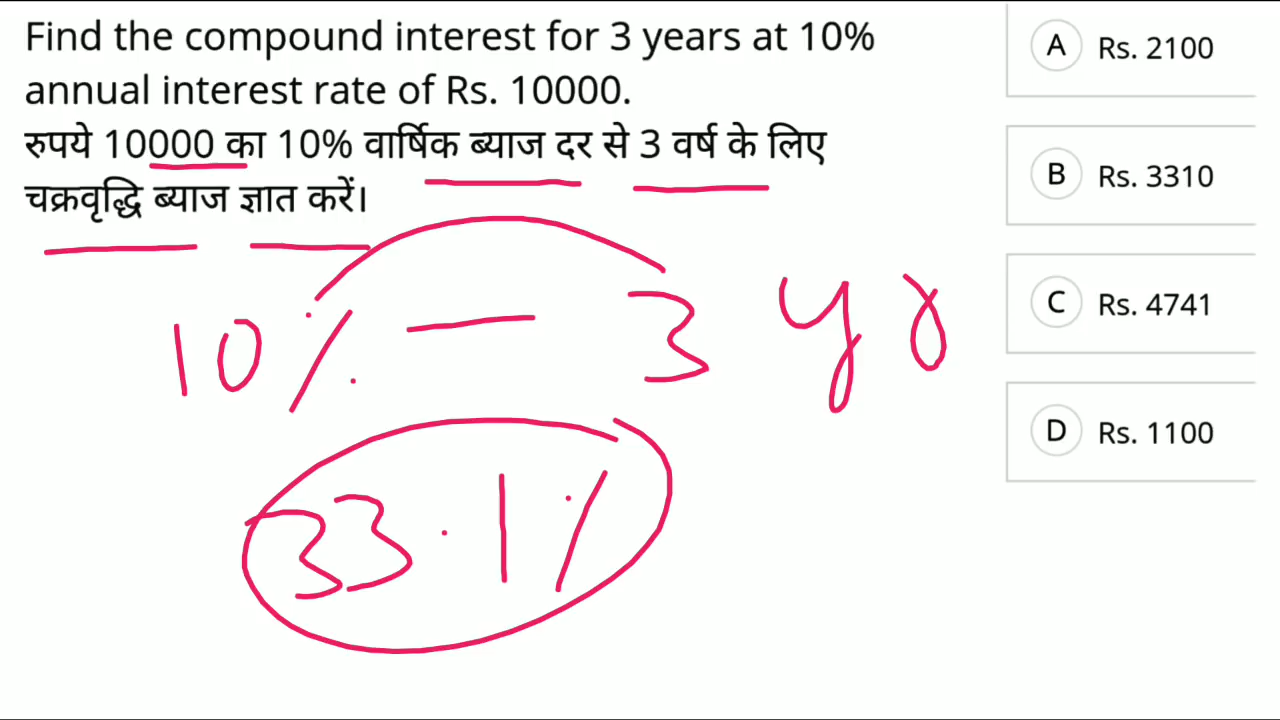 Find the compound interest for 3 years at 10%
annual interest rate of Rs. 10000.
रुपये 10000 का 10% वार्षिक ब्याज दर से 3 वर्ष के लिए
चक्रवृद्धि ब्याज ज्ञात करें।
10% — 3 yr
33.1%
A Rs. 2100
B Rs. 3310
C Rs. 4741
D Rs. 1100